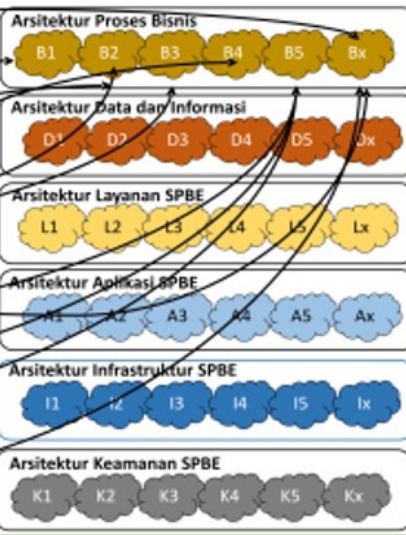 Arsitektur Proses Bisnis
B1 B2 B3 B4 B5 Bx
Arsitektur Data dan Informasi
D1 D2 D3 D4 D5 Dx
Arsitektur Layanan SPBE
L1 L2 L3 L4 L5 Lx
Arsitektur Aplikasi SPBE
A1 A2 A3 A4 A5 Ax
Arsitektur Infrastruktur SPBE
I1 I2 I3 I4 I5 Ix
Arsitektur Keamanan SPBE
K1 K2 K3 K4 K5 Kx